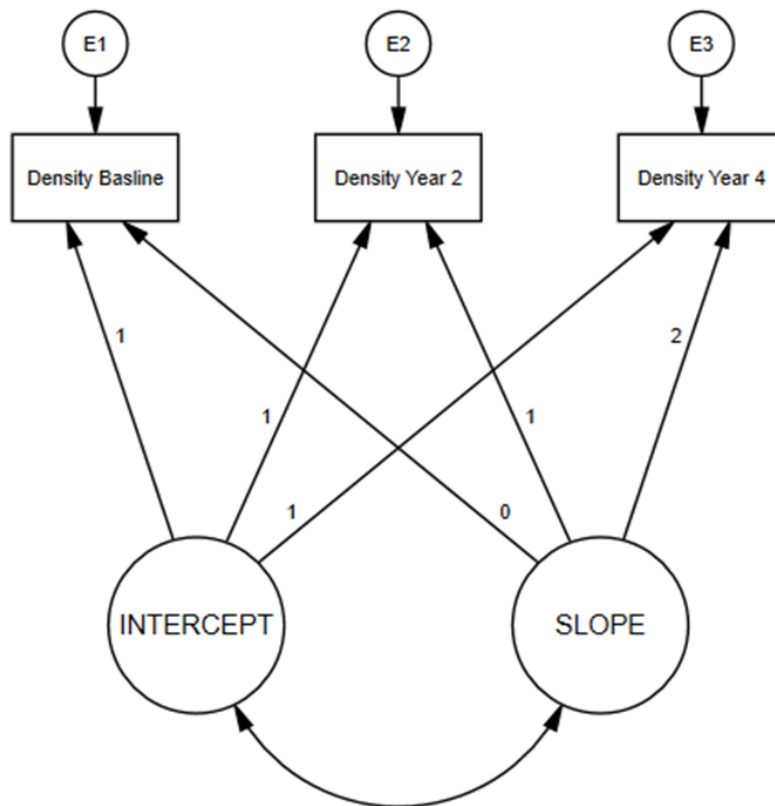 E1
E2
E3
Density Basline
Density Year 2
Density Year 4
1
2
1
1
1
0
INTERCEPT
SLOPE